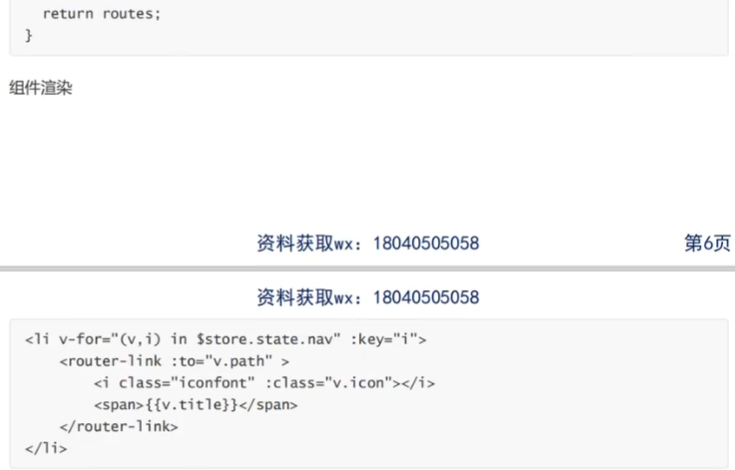 return routes;
}
组件渲染
资料获取wx：18040505058
第6页
资料获取wx：18040505058
<li v-for="(v,i) in $store.state.nav" :key="i">
<router-link :to="v.path" >
<i class="iconfont" :class="v.icon"></i>
<span>{{v.title}}</span>
</router-link>
</li>